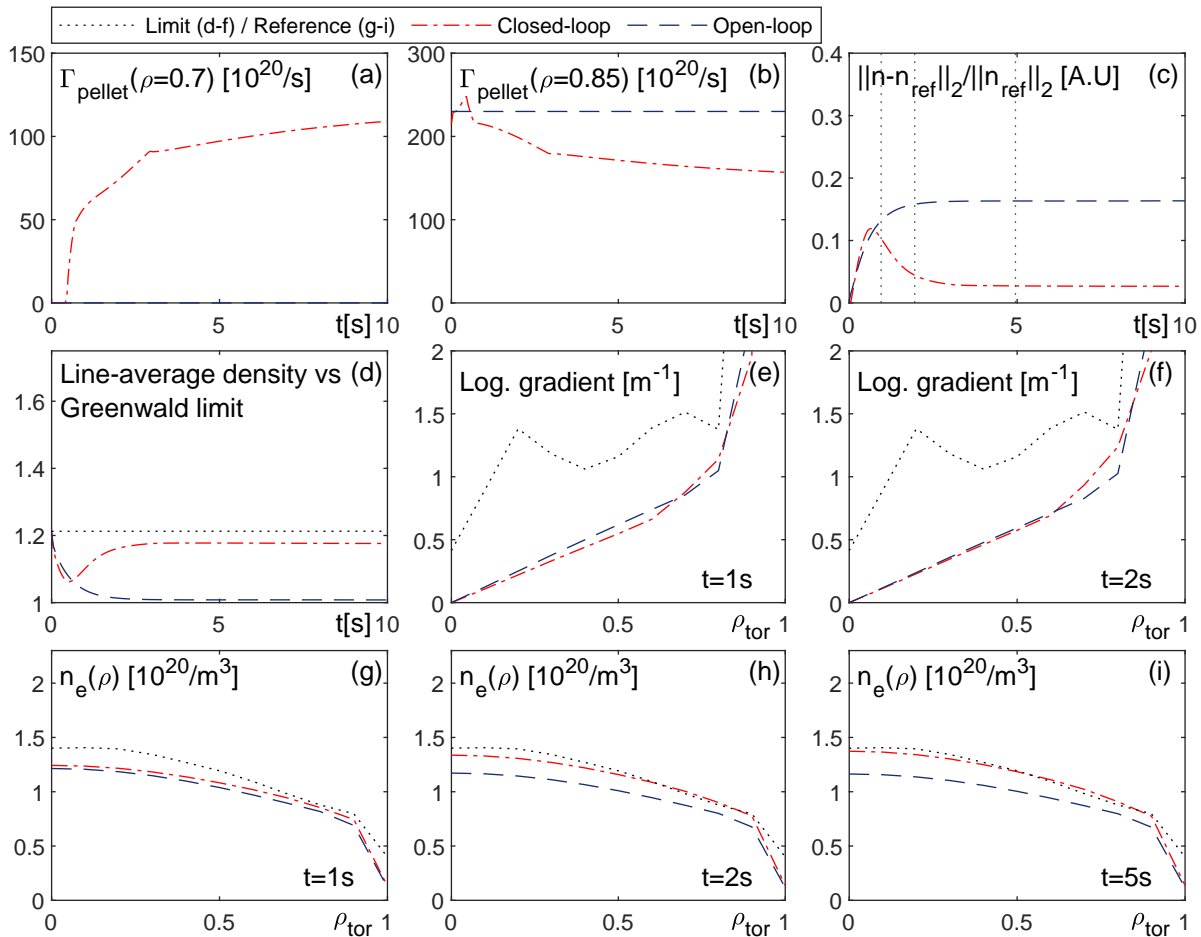 Limit (d-f) / Reference (g-i) Closed-loop Open-loop
Γpellet(ρ=0.7) [10^20/s] (a)
150
100
50
0
0 5 t[s] 10
Γpellet(ρ=0.85) [10^20/s] (b)
300
200
100
0
0 5 t[s] 10
||n-nref||2/||nref||2 [A.U] (c)
0.4
0.3
0.2
0.1
0
0 5 t[s] 10
Line-average density vs (d)
Greenwald limit
1.6
1.4
1.2
1
0 5 t[s] 10
Log. gradient [m^-1] (e)
2
1.5
1
0.5
0
t=1s
0 0.5 ρtor 1
Log. gradient [m^-1] (f)
2
1.5
1
0.5
0
t=2s
0 0.5 ρtor 1
ne(ρ) [10^20/m^3] (g)
2
1.5
1
0.5
0
t=1s
0 0.5 ρtor 1
ne(ρ) [10^20/m^3] (h)
2
1.5
1
0.5
0
t=2s
0 0.5 ρtor 1
ne(ρ) [10^20/m^3] (i)
2
1.5
1
0.5
0
t=5s
0 0.5 ρtor 1